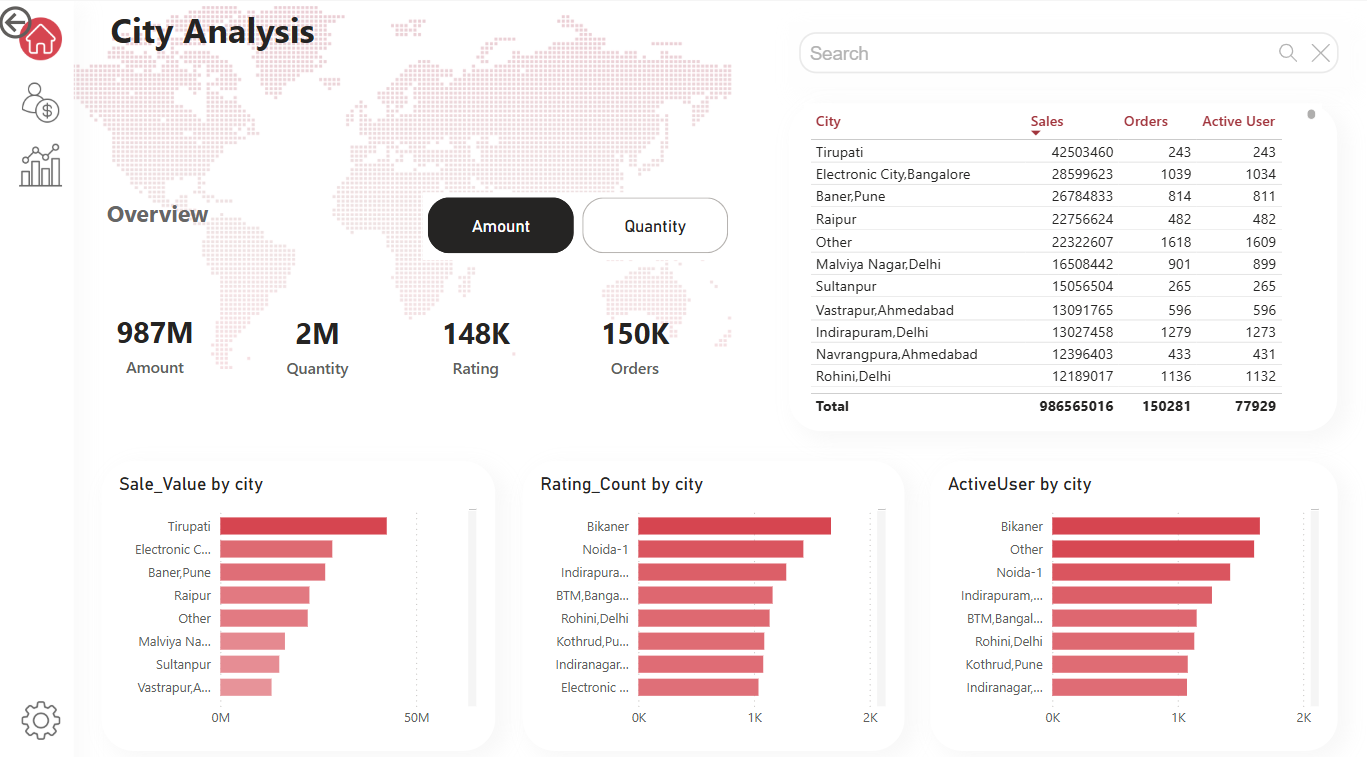 City Analysis
Search
Overview
Amount
Quantity
987M
2M
148K
150K
Amount
Quantity
Rating
Orders
City Sales Orders Active User
Tirupati 42503460 243 243
Electronic City,Bangalore 28599623 1039 1034
Baner,Pune 26784833 814 811
Raipur 22756624 482 482
Other 22322607 1618 1609
Malviya Nagar,Delhi 16508442 901 899
Sultanpur 15056504 265 265
Vastrapur,Ahmedabad 13091765 596 596
Indirapuram,Delhi 13027458 1279 1273
Navrangpura,Ahmedabad 12396403 433 431
Rohini,Delhi 12189017 1136 1132
Total 986565016 150281 77929
Sale_Value by city
Tirupati
Electronic C...
Baner,Pune
Raipur
Other
Malviya Na...
Sultanpur
Vastrapur,A...
0M 50M
Rating_Count by city
Bikaner
Noida-1
Indirapura...
BTM,Banga...
Rohini,Delhi
Kothrud,Pu...
Indiranagar...
Electronic ...
0K 1K 2K
ActiveUser by city
Bikaner
Other
Noida-1
Indirapuram,...
BTM,Bangal...
Rohini,Delhi
Kothrud,Pune
Indiranagar,...
0K 1K 2K